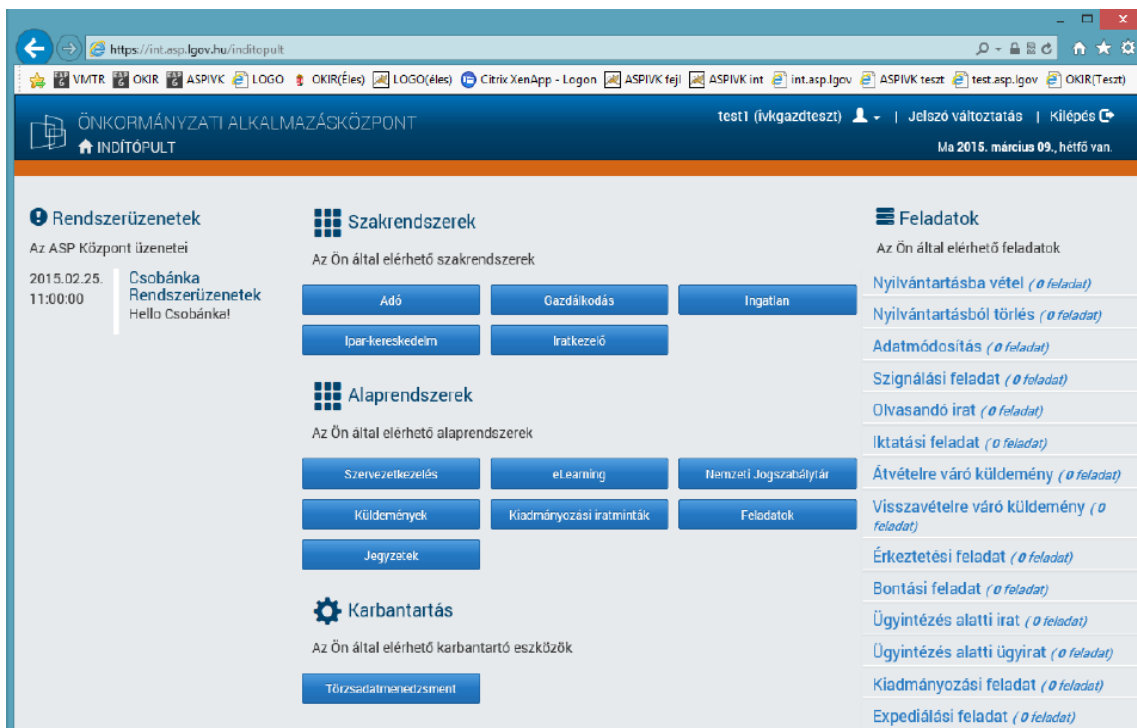 https://int.asp.lgov.hu/inditopult
VMTR OKIR ASPIVK LOGO OKIR(Éles) LOGO(éles) Citrix XenApp - Logon ASPIVK fejl ASPIVK int int.asp.lgov ASPIVK teszt test.asp.lgov OKIR(Teszt)
ÖNKORMÁNYZATI ALKALMAZÁSKÖZPONT
test1 (ivkgazdteszt) | Jelszó változtatás | Kilépés
INDÍTÓPULT
Ma 2015. március 09., hétfő van.
Rendszerüzenetek
Az ASP Központ üzenetei
2015.02.25. 11:00:00
Csobánka
Rendszerüzenetek
Hello Csobánka!
Szakrendszerek
Az Ön által elérhető szakrendszerek
Adó Gazdálkodás Ingatlan
Ipar-kereskedelm Iratkezelő
Alaprendszerek
Az Ön által elérhető alaprendszerek
Szervezetkezelés eLearning Nemzeti Jogszabálytár
Küldemények Kiadmányozási iratminták Feladatok
Jegyzetek
Karbantartás
Az Ön által elérhető karbantartó eszközök
Törzsadatmenedzsment
Feladatok
Az Ön által elérhető feladatok
Nyilvántartásba vétel (0 feladat)
Nyilvántartásból törlés (0 feladat)
Adatmódosítás (0 feladat)
Szignálási feladat (0 feladat)
Olvasandó irat (0 feladat)
Iktatási feladat (0 feladat)
Átvételre váró küldemény (0 feladat)
Visszavételre váró küldemény (0
feladat)
Érkeztetési feladat (0 feladat)
Bontási feladat (0 feladat)
Ügyintézés alatti irat (0 feladat)
Ügyintézés alatti ügyirat (0 feladat)
Kiadmányozási feladat (0 feladat)
Expediálási feladat (0 feladat)